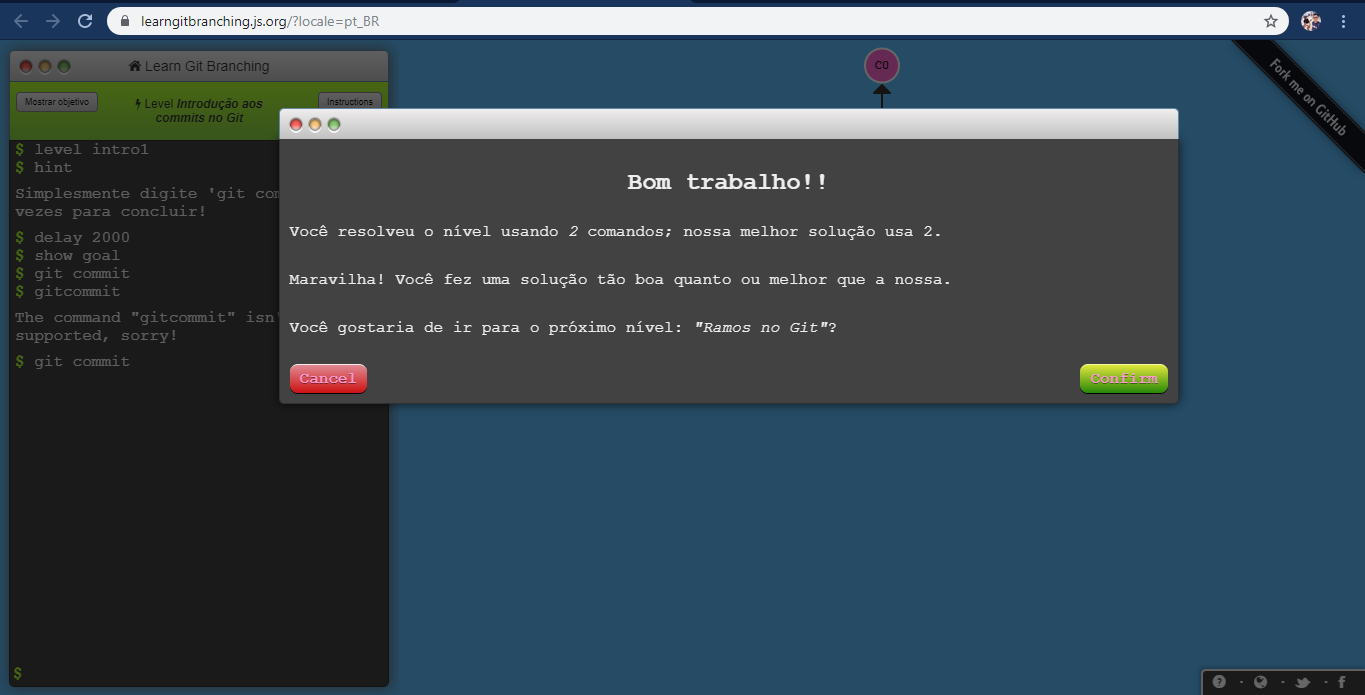 learngitbranching.js.org/?locale=pt_BR
Learn Git Branching
C0
Fork me on GitHub
Mostrar objetivo
Level Introdução aos
commits no Git
Instructions
$ level intro1
$ hint
Simplesmente digite 'git com
vezes para concluir!
$ delay 2000
$ show goal
$ git commit
$ gitcommit
The command "gitcommit" isn'
supported, sorry!
$ git commit
$
Bom trabalho!!
Você resolveu o nível usando 2 comandos; nossa melhor solução usa 2.
Maravilha! Você fez uma solução tão boa quanto ou melhor que a nossa.
Você gostaria de ir para o próximo nível: "Ramos no Git"?
Cancel
Confirm